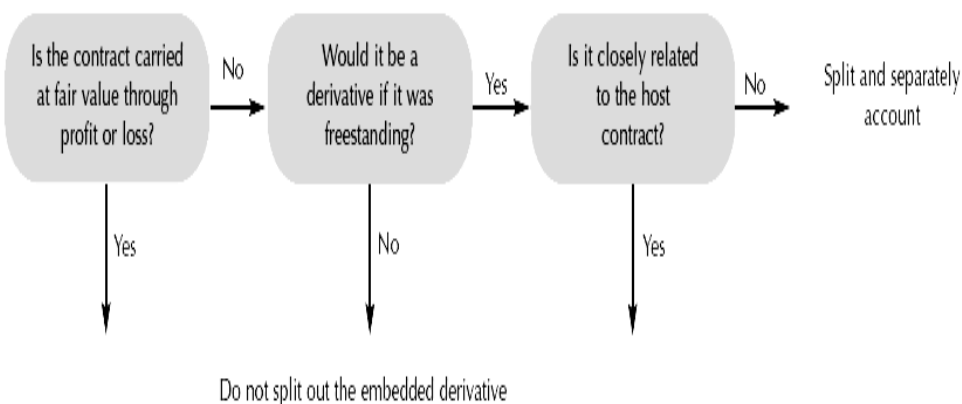 Is the contract carried
at fair value through
profit or loss?
No
Would it be a
derivative if it was
freestanding?
Yes
Is it closely related
to the host
contract?
No
Split and separately
account
Yes
No
Yes
Do not split out the embedded derivative